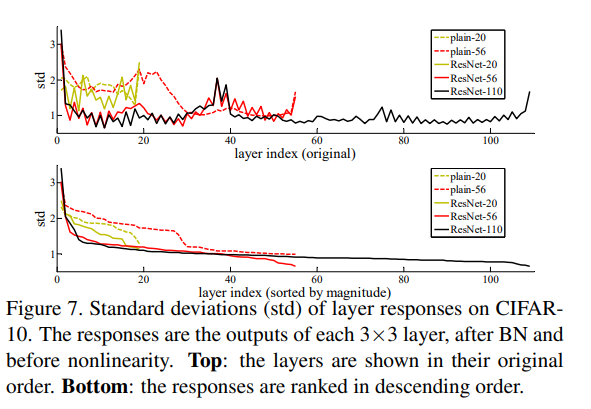 plain-20
plain-56
ResNet-20
ResNet-56
ResNet-110
3
2
1
std
0 20 40 60 80 100
layer index (original)
plain-20
plain-56
ResNet-20
ResNet-56
ResNet-110
3
2
1
std
0 20 40 60 80 100
layer index (sorted by magnitude)
Figure 7. Standard deviations (std) of layer responses on CIFAR-
10. The responses are the outputs of each 3×3 layer, after BN and
before nonlinearity. Top: the layers are shown in their original
order. Bottom: the responses are ranked in descending order.